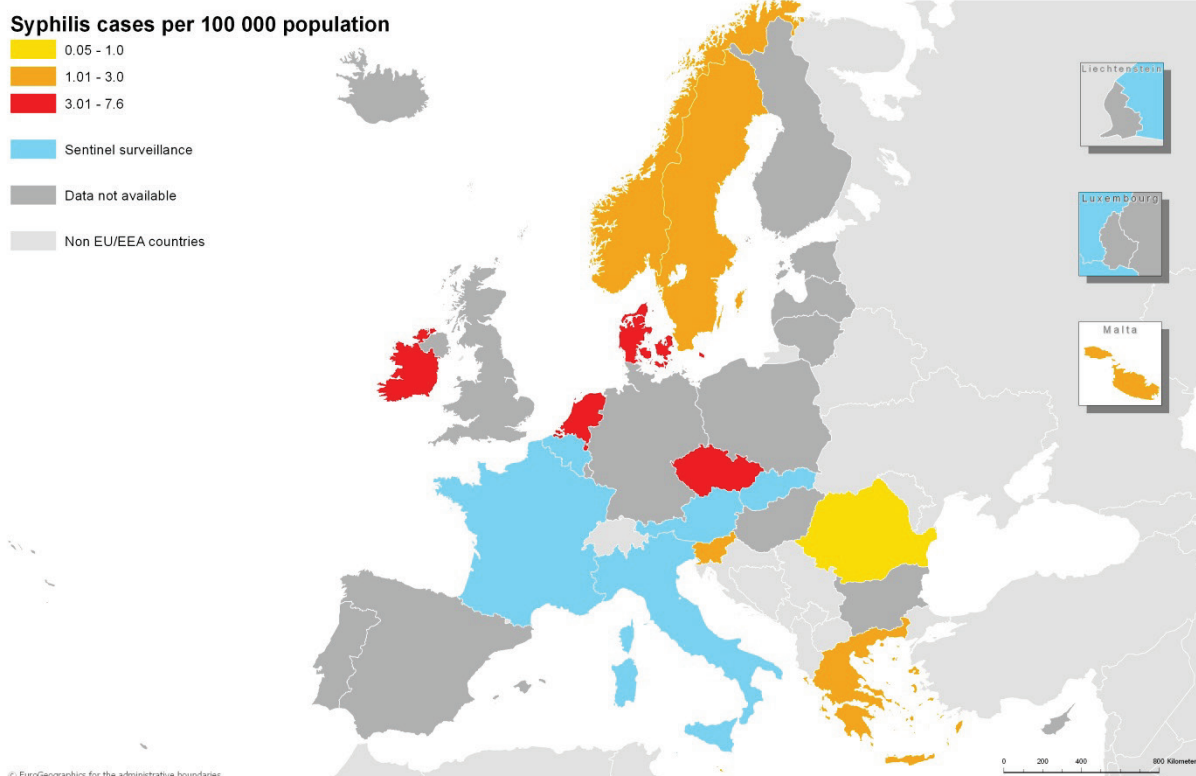 Syphilis cases per 100 000 population
0.05 - 1.0
1.01 - 3.0
3.01 - 7.6
Sentinel surveillance
Data not available
Non EU/EEA countries
Liechtenstein
Luxembourg
Malta
0 200 400 800 Kilometers
© EuroGeographics for the administrative boundaries